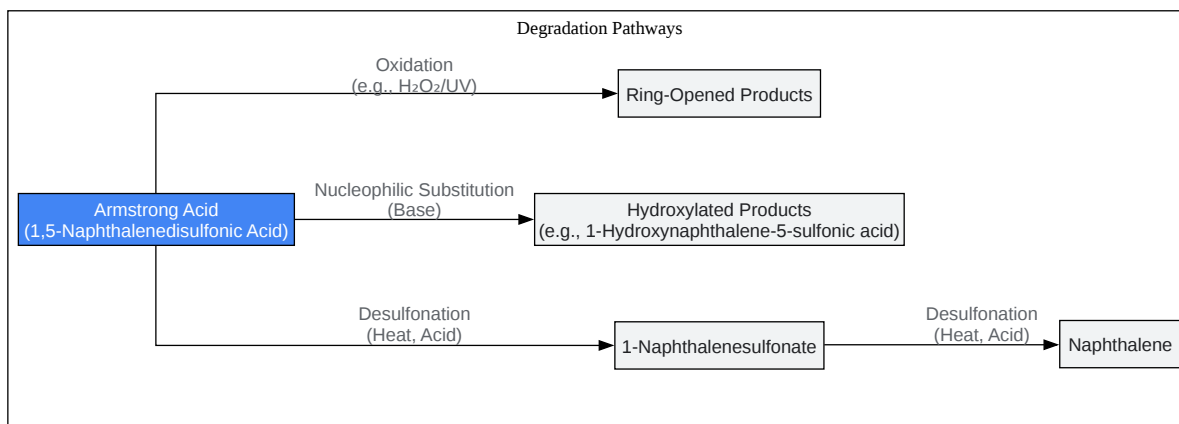 Degradation Pathways
Oxidation
(e.g., H₂O₂/UV)
Ring-Opened Products
Armstrong Acid
(1,5-Naphthalenedisulfonic Acid)
Nucleophilic Substitution
(Base)
Hydroxylated Products
(e.g., 1-Hydroxynaphthalene-5-sulfonic acid)
Desulfonation
(Heat, Acid)
1-Naphthalenesulfonate
Desulfonation
(Heat, Acid)
Naphthalene